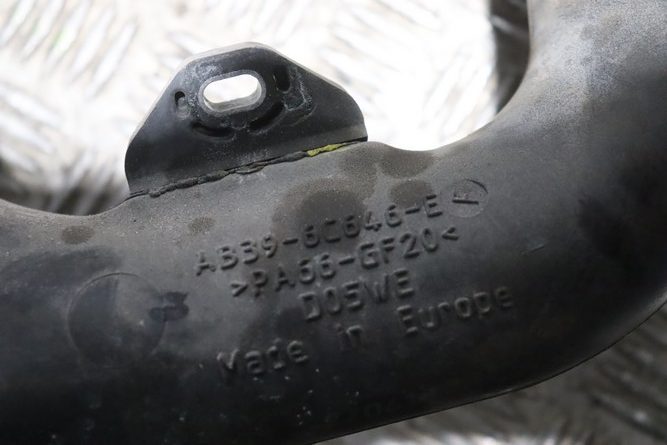 AB39-6C646-E F
>PA66-GF20<
D05WE
Made in Europe